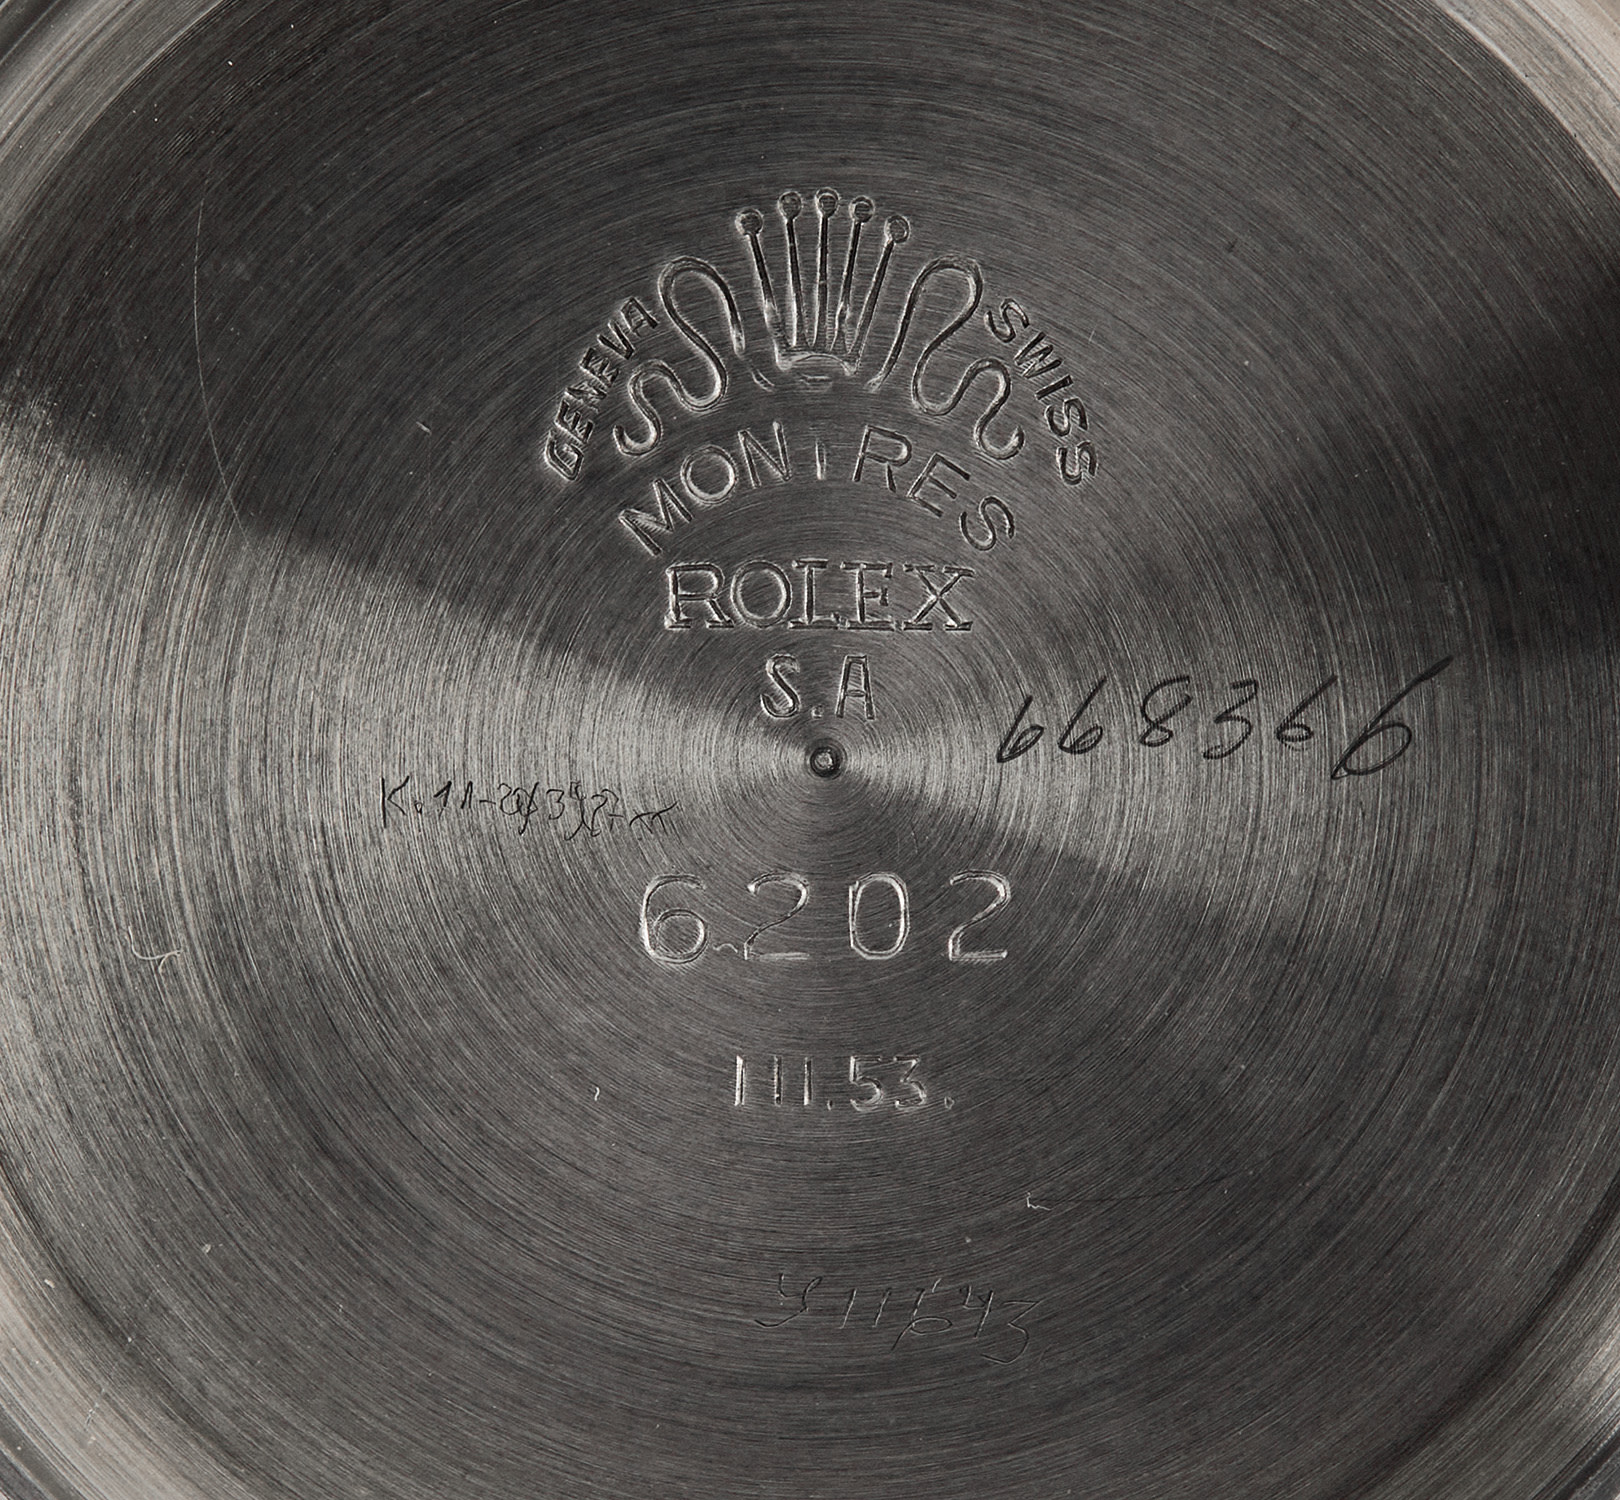 GENEVA SWISS
MONTRES
ROLEX
S.A
668366
6202
III.53.